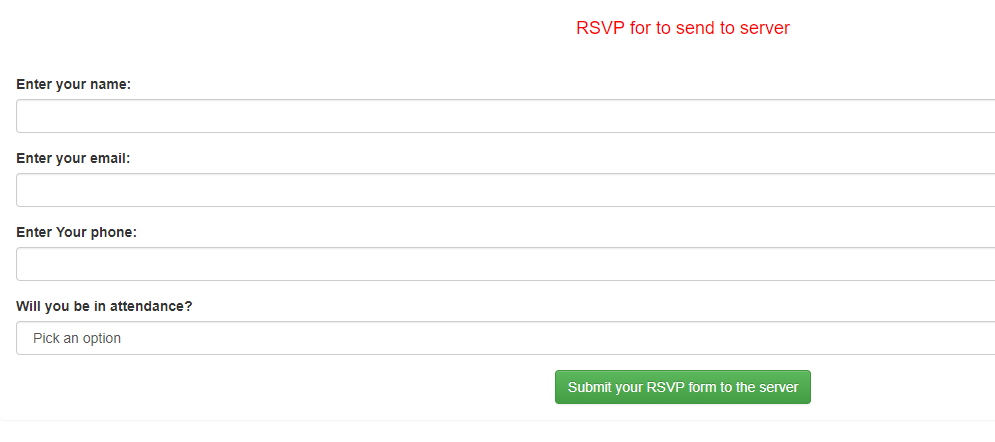 RSVP for to send to server
Enter your name:
Enter your email:
Enter Your phone:
Will you be in attendance?
Pick an option
Submit your RSVP form to the server